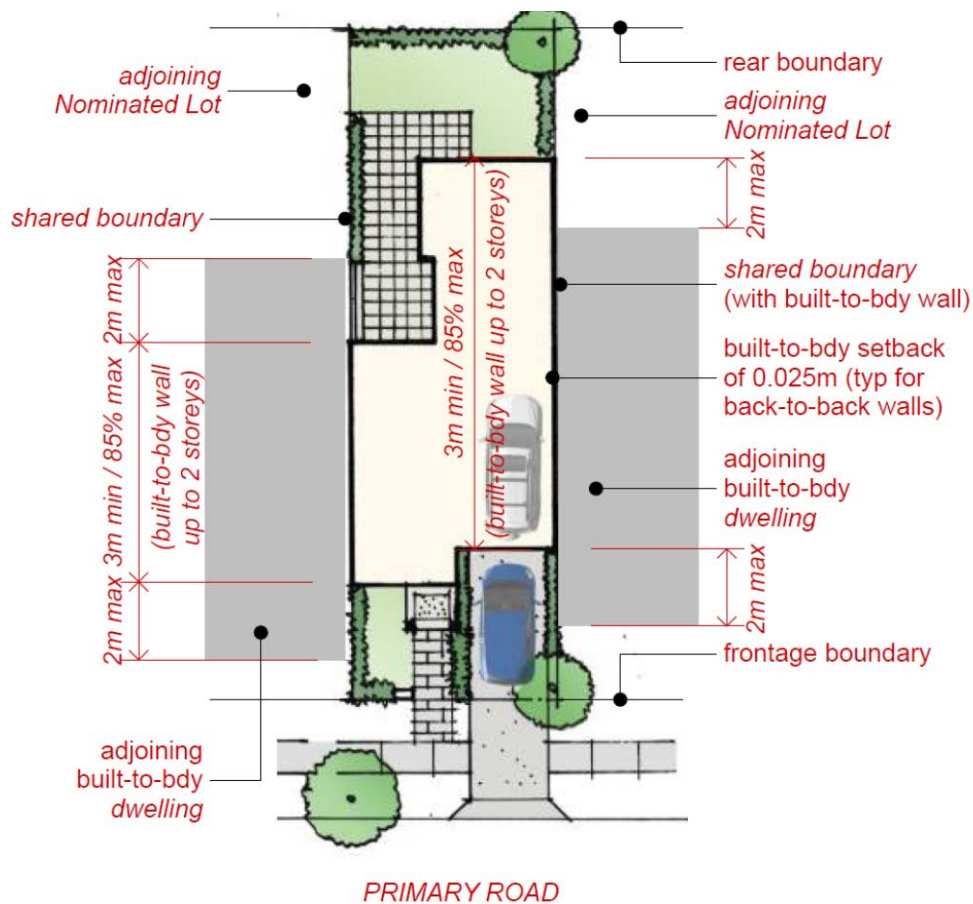 adjoining
Nominated Lot
shared boundary
2m max
3m min / 85% max
(built-to-bdy wall
up to 2 storeys)
2m max
adjoining
built-to-bdy
dwelling
3m min / 85% max
(built-to-bdy wall up to 2 storeys)
rear boundary
adjoining
Nominated Lot
2m max
shared boundary
(with built-to-bdy wall)
built-to-bdy setback
of 0.025m (typ for
back-to-back walls)
adjoining
built-to-bdy
dwelling
2m max
frontage boundary
PRIMARY ROAD